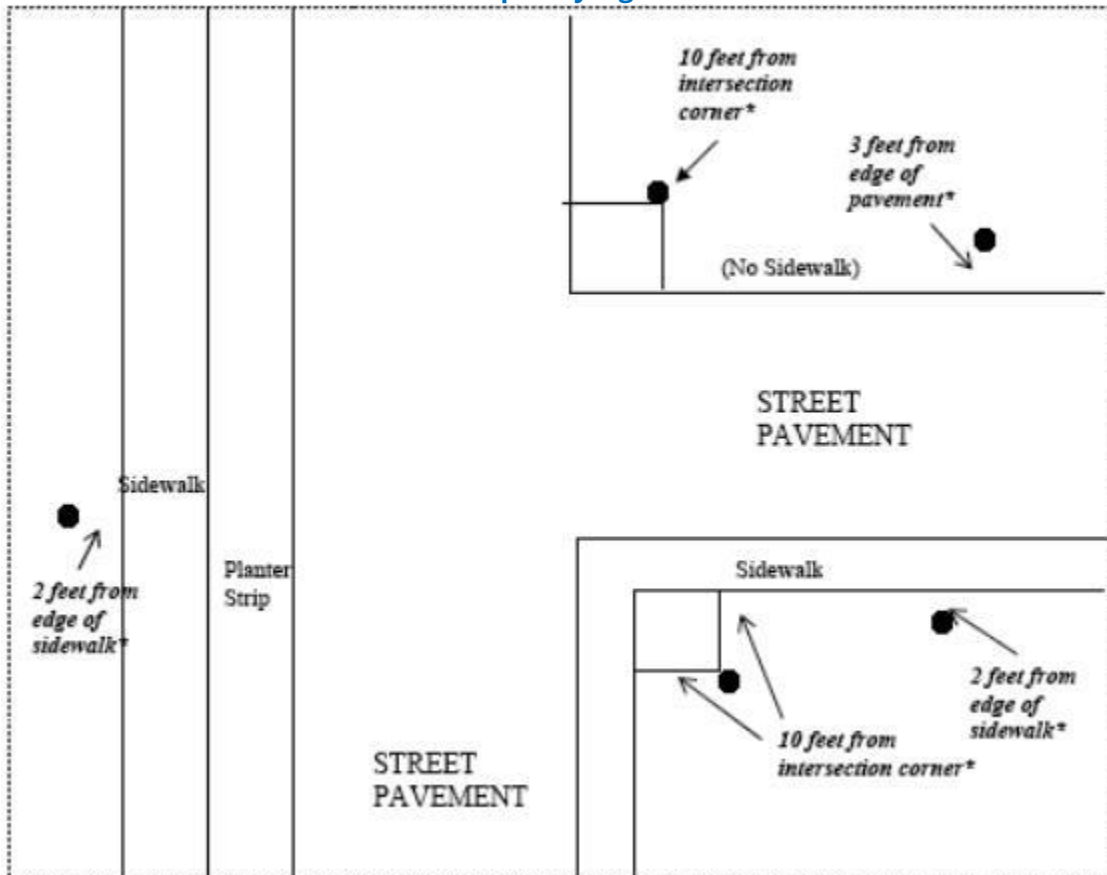 10 feet from
intersection
corner*
3 feet from
edge of
pavement*
(No Sidewalk)
STREET
PAVEMENT
Sidewalk
2 feet from
edge of
sidewalk*
Planter
Strip
Sidewalk
2 feet from
edge of
sidewalk*
10 feet from
intersection corner*
STREET
PAVEMENT